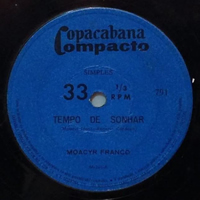 Copacabana
Compacto
SIMPLES
33 1/3
RPM
TEMPO DE SONHAR
MOACYR FRANCO